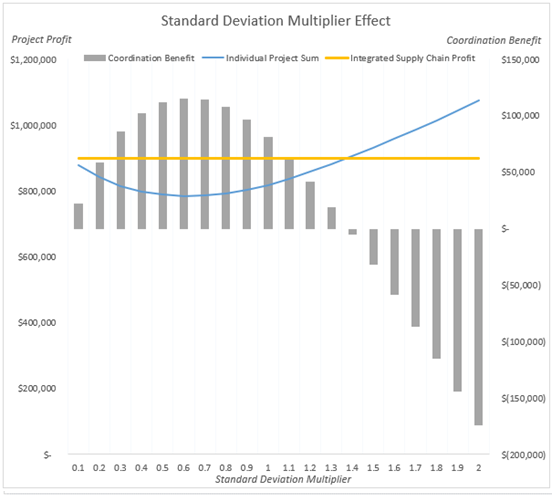 Standard Deviation Multiplier Effect
Project Profit
Coordination Benefit
$1,200,000
$150,000
Coordination Benefit Individual Project Sum Integrated Supply Chain Profit
$1,000,000
$100,000
$800,000
$50,000
$600,000
$-
$400,000
$(50,000)
$200,000
$(100,000)
$-
$(150,000)
$(200,000)
0.1 0.2 0.3 0.4 0.5 0.6 0.7 0.8 0.9 1 1.1 1.2 1.3 1.4 1.5 1.6 1.7 1.8 1.9 2
Standard Deviation Multiplier